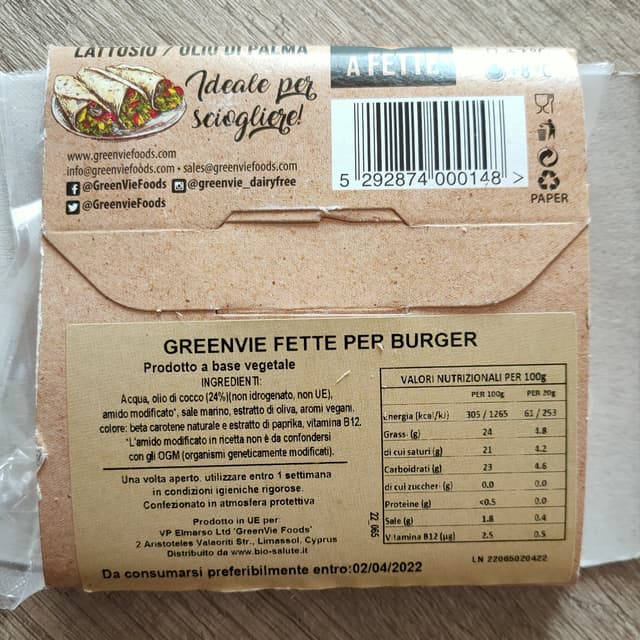 LATTOSIO / OLIO DI PALMA
A FETTE
Ideale per
sciogliere!
www.greenviefoods.com
info@greenviefoods.com • sales@greenviefoods.com
@GreenVieFoods @greenvie_dairyfree
@GreenVieFoods
5 292874 000148 >
PAPER
GREENVIE FETTE PER BURGER
Prodotto a base vegetale
INGREDIENTI:
Acqua, olio di cocco (24%)(non idrogenato, non UE),
amido modificato*, sale marino, estratto di oliva, aromi vegani.
colore: beta carotene naturale e estratto di paprika, vitamina B12.
*L'amido modificato in ricetta non è da confondersi
con gli OGM (organismi geneticamente modificati).
Una volta aperto, utilizzare entro 1 settimana
in condizioni igieniche rigorose.
Confezionato in atmosfera protettiva
Prodotto in UE per:
VP Elmerso Ltd 'GreenVie Foods'
2 Aristoteles Valaoriti Str., Limassol, Cyprus
Distribuito da www.bio-salute.it
Da consumarsi preferibilmente entro:02/04/2022
VALORI NUTRIZIONALI PER 100g
PER 100g PER 20g
Energia (kcal/kJ) 305 / 1265 61 / 253
Grassi (g) 24 4.8
di cui saturi (g) 21 4.2
Carboidrati (g) 23 4.6
di cui zuccheri (g) 0.0 0.0
Proteine (g) <0.5 0.0
Sale (g) 1.8 0.4
Vitamina B12 (µg) 2.5 0.5
22 065
LN 22065020422